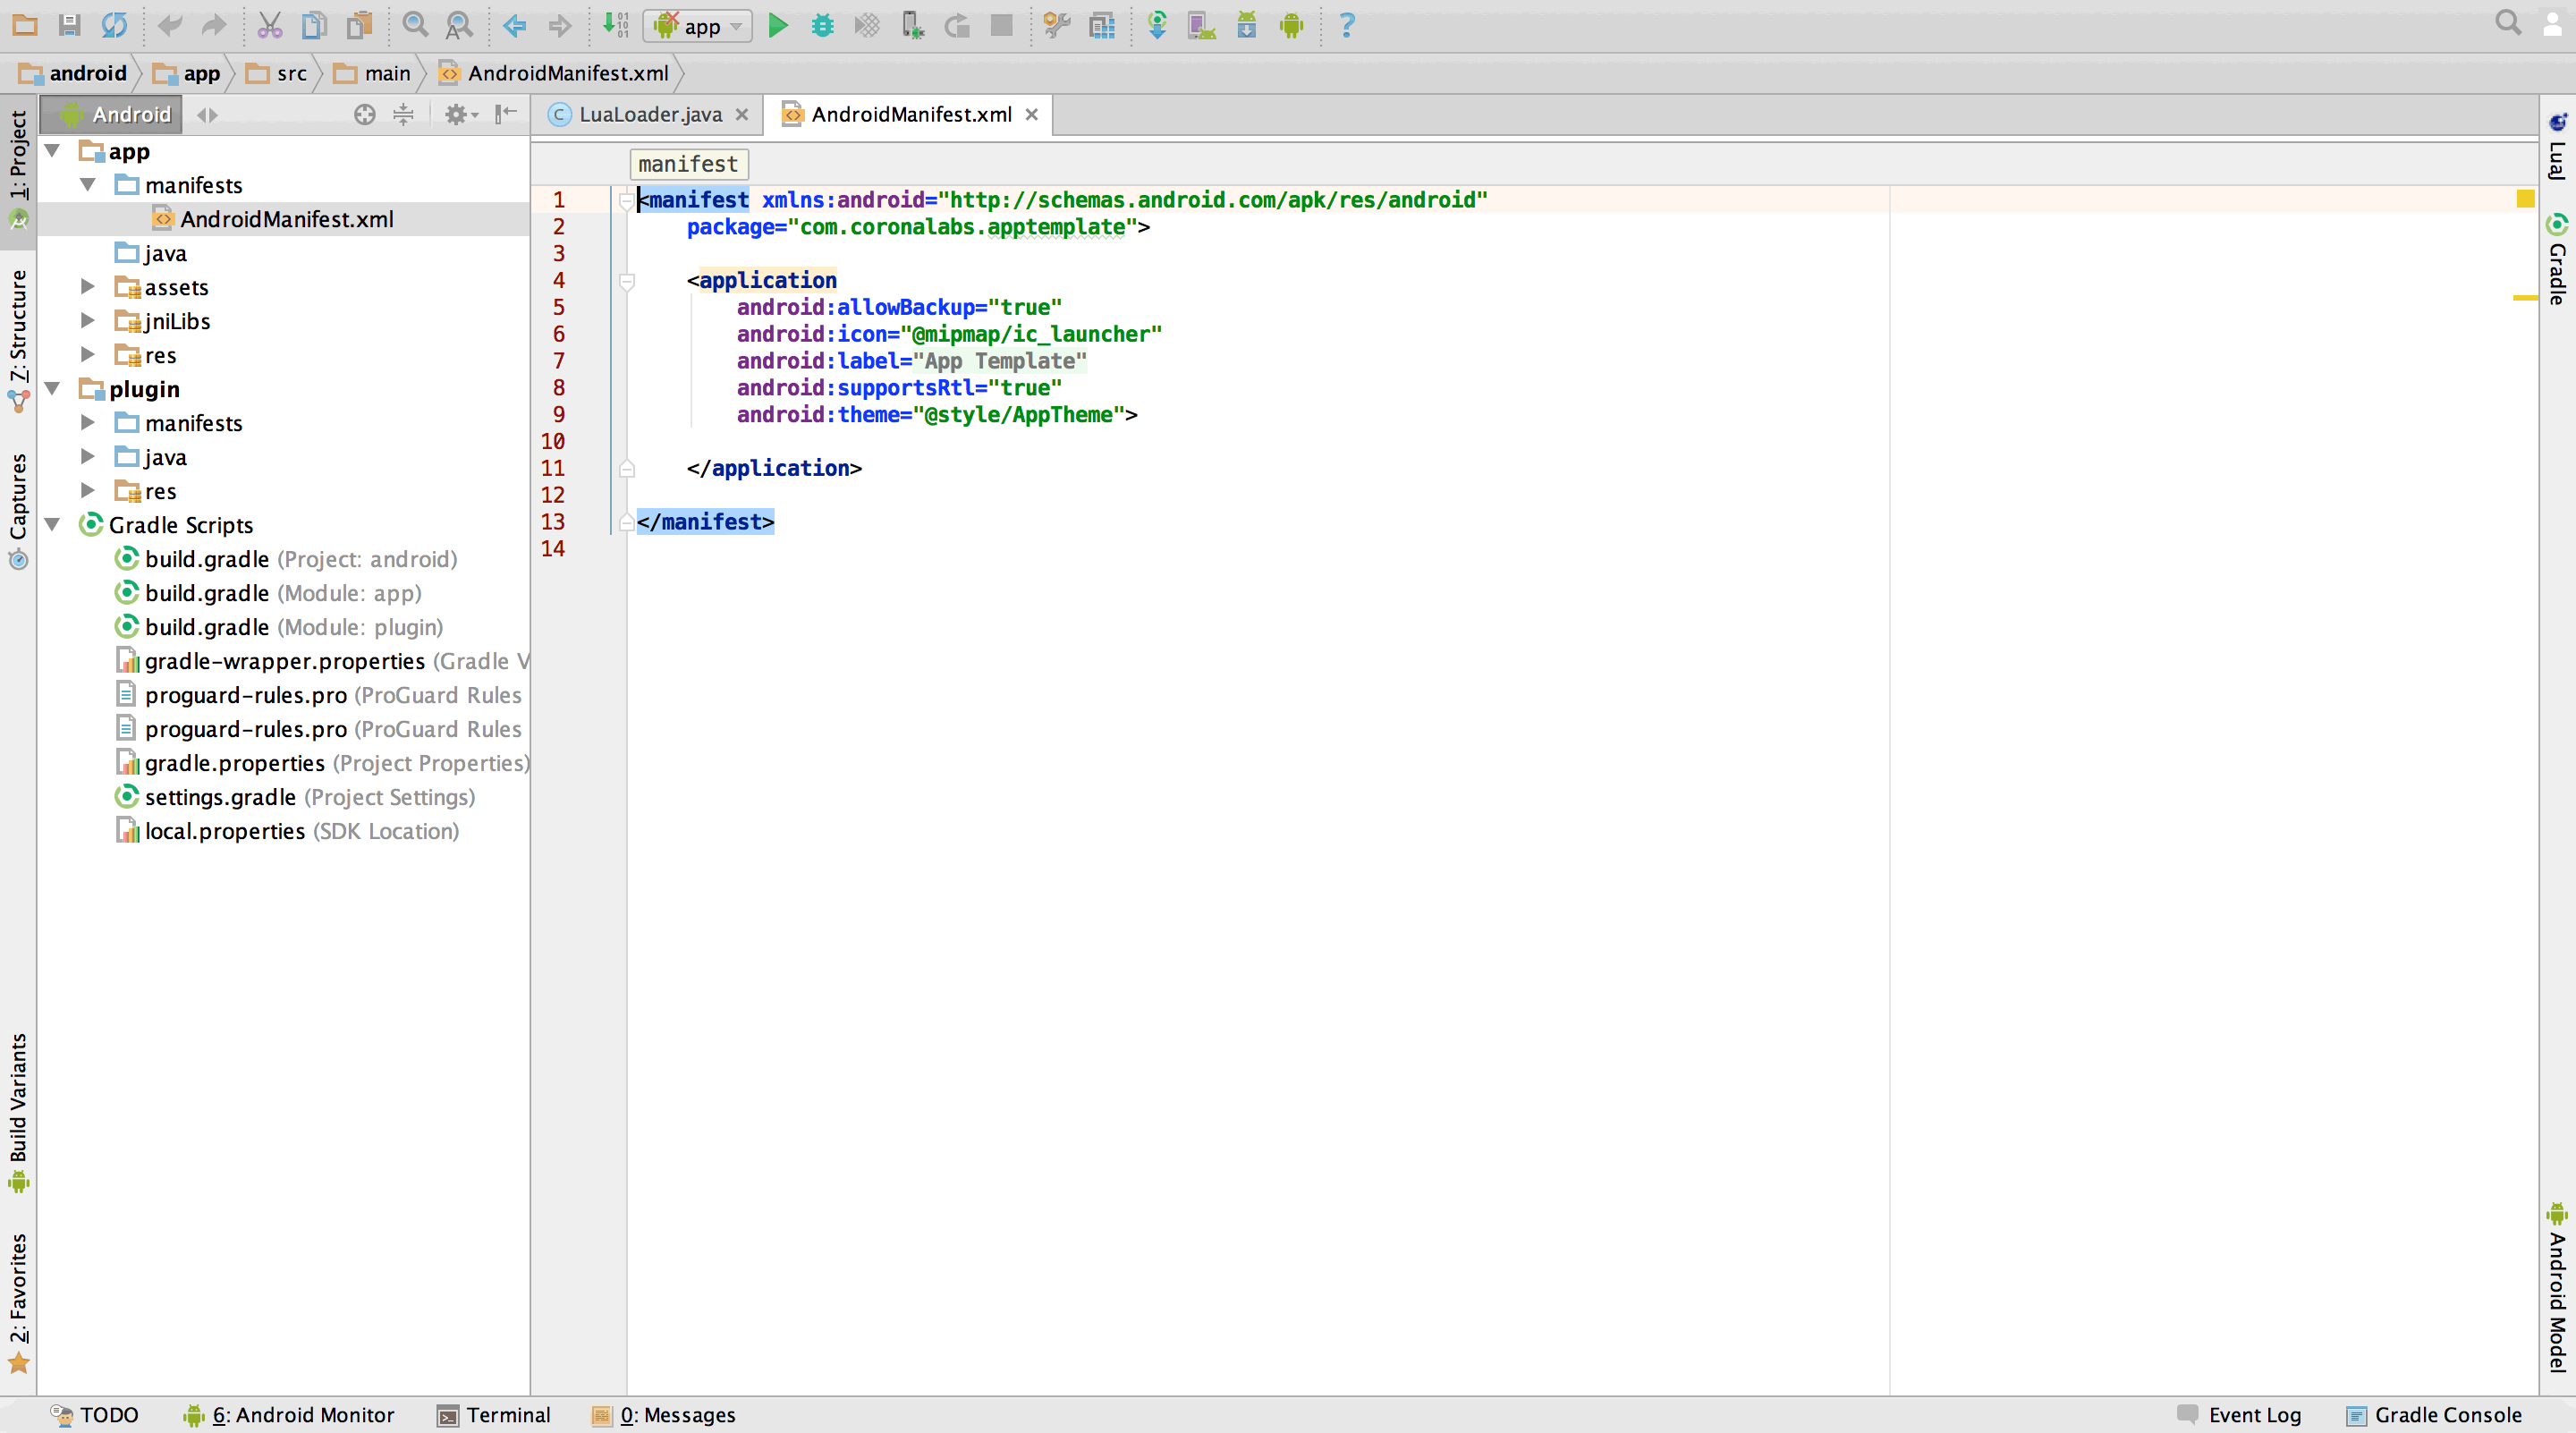 app
android app src main AndroidManifest.xml
Android
LuaLoader.java AndroidManifest.xml
1: Project
7: Structure
Captures
Build Variants
2: Favorites
app
manifests
AndroidManifest.xml
java
assets
jniLibs
res
plugin
manifests
java
res
Gradle Scripts
build.gradle (Project: android)
build.gradle (Module: app)
build.gradle (Module: plugin)
gradle-wrapper.properties (Gradle V
proguard-rules.pro (ProGuard Rules
proguard-rules.pro (ProGuard Rules
gradle.properties (Project Properties)
settings.gradle (Project Settings)
local.properties (SDK Location)
manifest
1 <manifest xmlns:android="http://schemas.android.com/apk/res/android"
2 package="com.coronalabs.apptemplate">
3
4 <application
5 android:allowBackup="true"
6 android:icon="@mipmap/ic_launcher"
7 android:label="App Template"
8 android:supportsRtl="true"
9 android:theme="@style/AppTheme">
10
11 </application>
12
13 </manifest>
14
LuaJ
Gradle
Android Model
TODO 6: Android Monitor Terminal 0: Messages Event Log Gradle Console